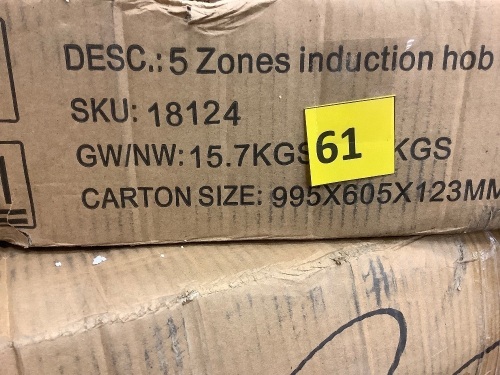 DESC.: 5 Zones induction hob
SKU: 18124
GW/NW: 15.7KGS 61 KGS
CARTON SIZE: 995X605X123MM